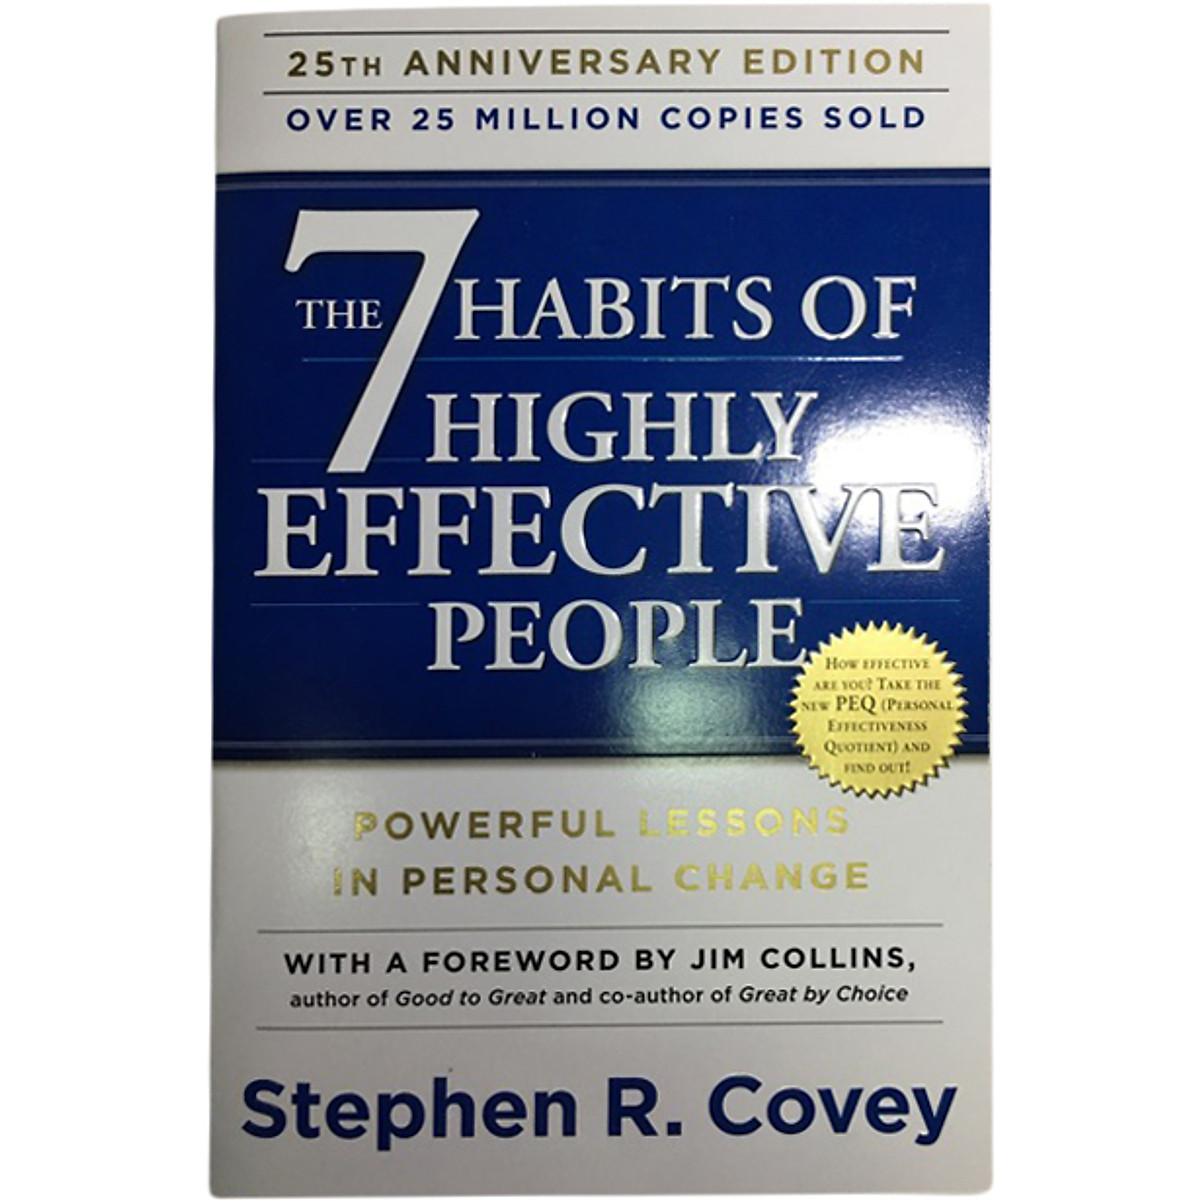 25TH ANNIVERSARY EDITION
OVER 25 MILLION COPIES SOLD
THE 7 HABITS OF
HIGHLY
EFFECTIVE
PEOPLE
HOW EFFECTIVE
ARE YOU? TAKE THE
NEW PEQ (PERSONAL
EFFECTIVENESS
QUOTIENT) AND
FIND OUT!
POWERFUL LESSONS
IN PERSONAL CHANGE
WITH A FOREWORD BY JIM COLLINS,
author of Good to Great and co-author of Great by Choice
Stephen R. Covey